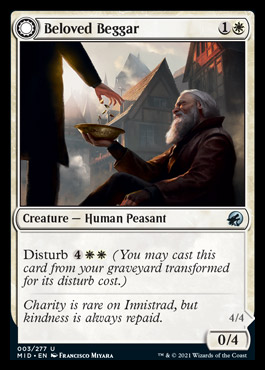 Beloved Beggar 1
Creature — Human Peasant
Disturb 4 (You may cast this
card from your graveyard transformed
for its disturb cost.)
Charity is rare on Innistrad, but
kindness is always repaid.
4/4
0/4
003/277 U
MID • EN Francisco Miyara
™ & © 2021 Wizards of the Coast